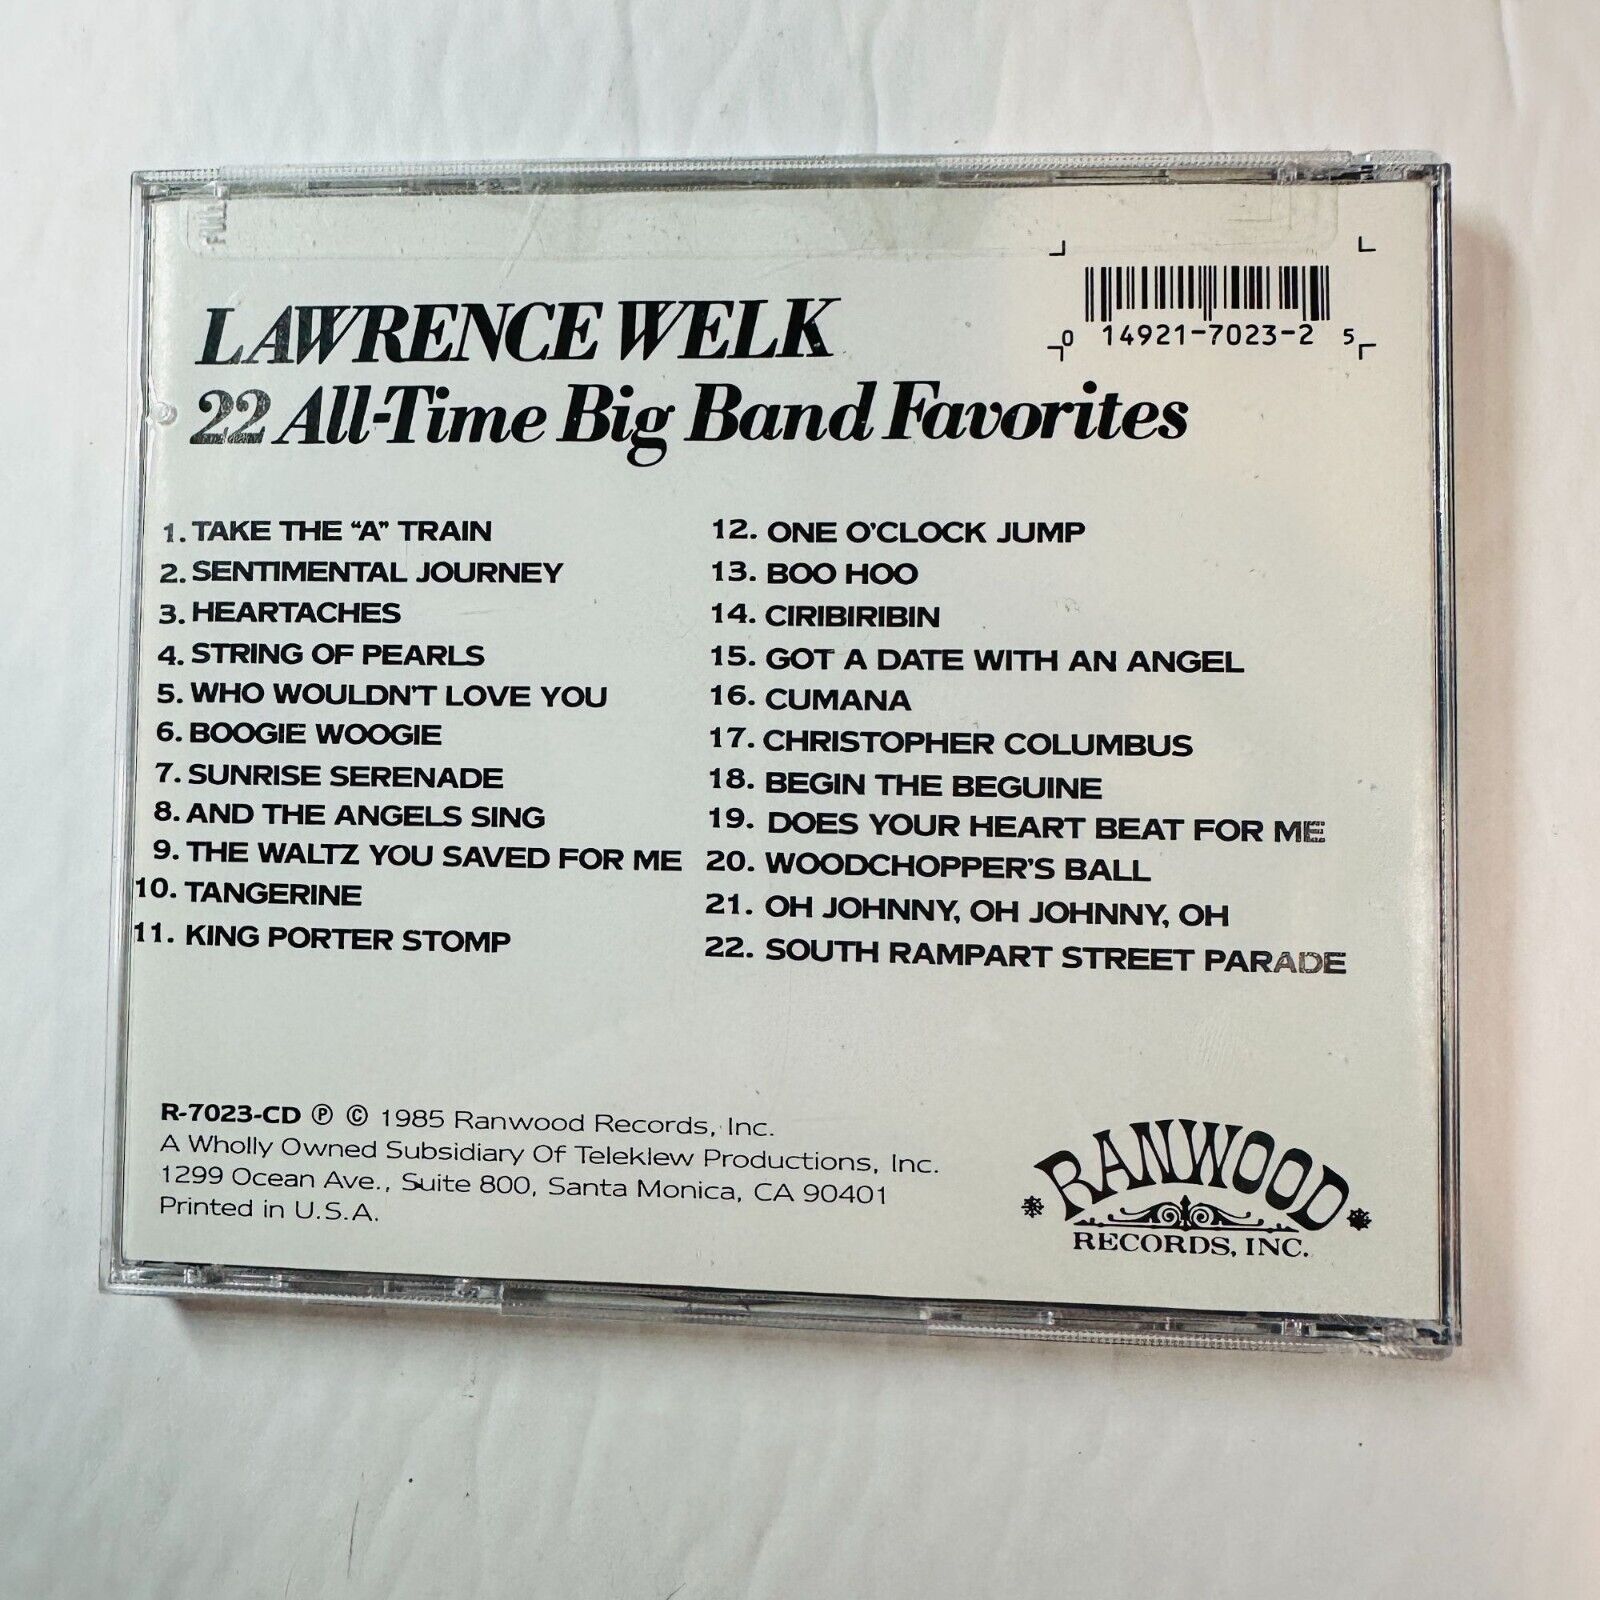 LAWRENCE WELK
22 All-Time Big Band Favorites
0 14921-7023-2 5
1. TAKE THE "A" TRAIN
2. SENTIMENTAL JOURNEY
3. HEARTACHES
4. STRING OF PEARLS
5. WHO WOULDN'T LOVE YOU
6. BOOGIE WOOGIE
7. SUNRISE SERENADE
8. AND THE ANGELS SING
9. THE WALTZ YOU SAVED FOR ME
10. TANGERINE
11. KING PORTER STOMP
12. ONE O'CLOCK JUMP
13. BOO HOO
14. CIRIBIRIBIN
15. GOT A DATE WITH AN ANGEL
16. CUMANA
17. CHRISTOPHER COLUMBUS
18. BEGIN THE BEGUINE
19. DOES YOUR HEART BEAT FOR ME
20. WOODCHOPPER'S BALL
21. OH JOHNNY, OH JOHNNY, OH
22. SOUTH RAMPART STREET PARADE
R-7023-CD ℗ © 1985 Ranwood Records, Inc.
A Wholly Owned Subsidiary Of Teleklew Productions, Inc.
1299 Ocean Ave., Suite 800, Santa Monica, CA 90401
Printed in U.S.A.
RANWOOD
RECORDS, INC.